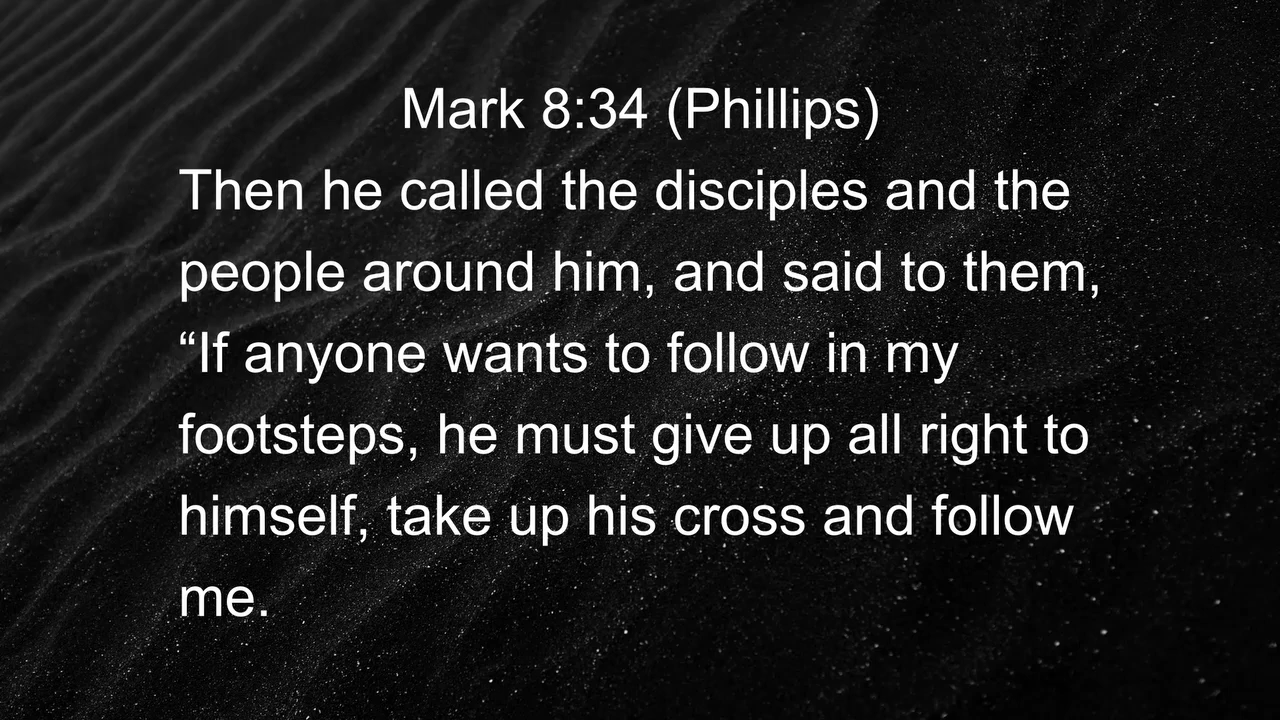 Mark 8:34 (Phillips)
Then he called the disciples and the
people around him, and said to them,
“If anyone wants to follow in my
footsteps, he must give up all right to
himself, take up his cross and follow
me.